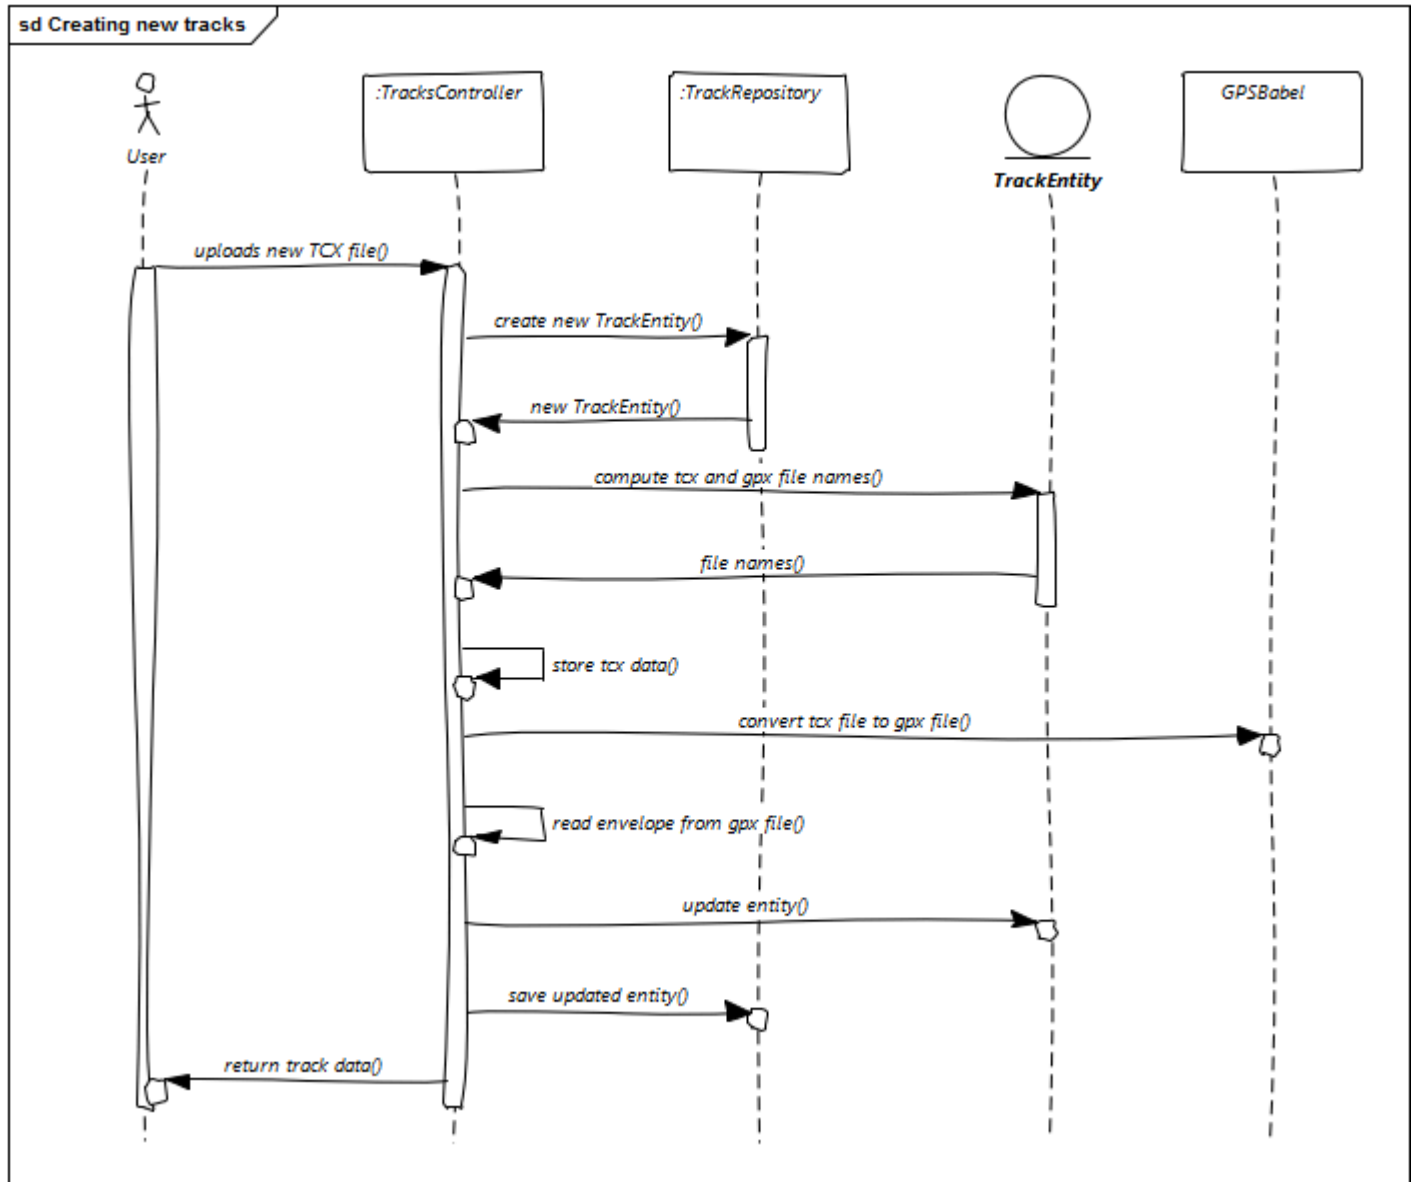 sd Creating new tracks
:TracksController
:TrackRepository
GPSBabel
User
TrackEntity
uploads new TCX file()
create new TrackEntity()
new TrackEntity()
compute tcx and gpx file names()
file names()
store tcx data()
convert tcx file to gpx file()
read envelope from gpx file()
update entity()
save updated entity()
return track data()